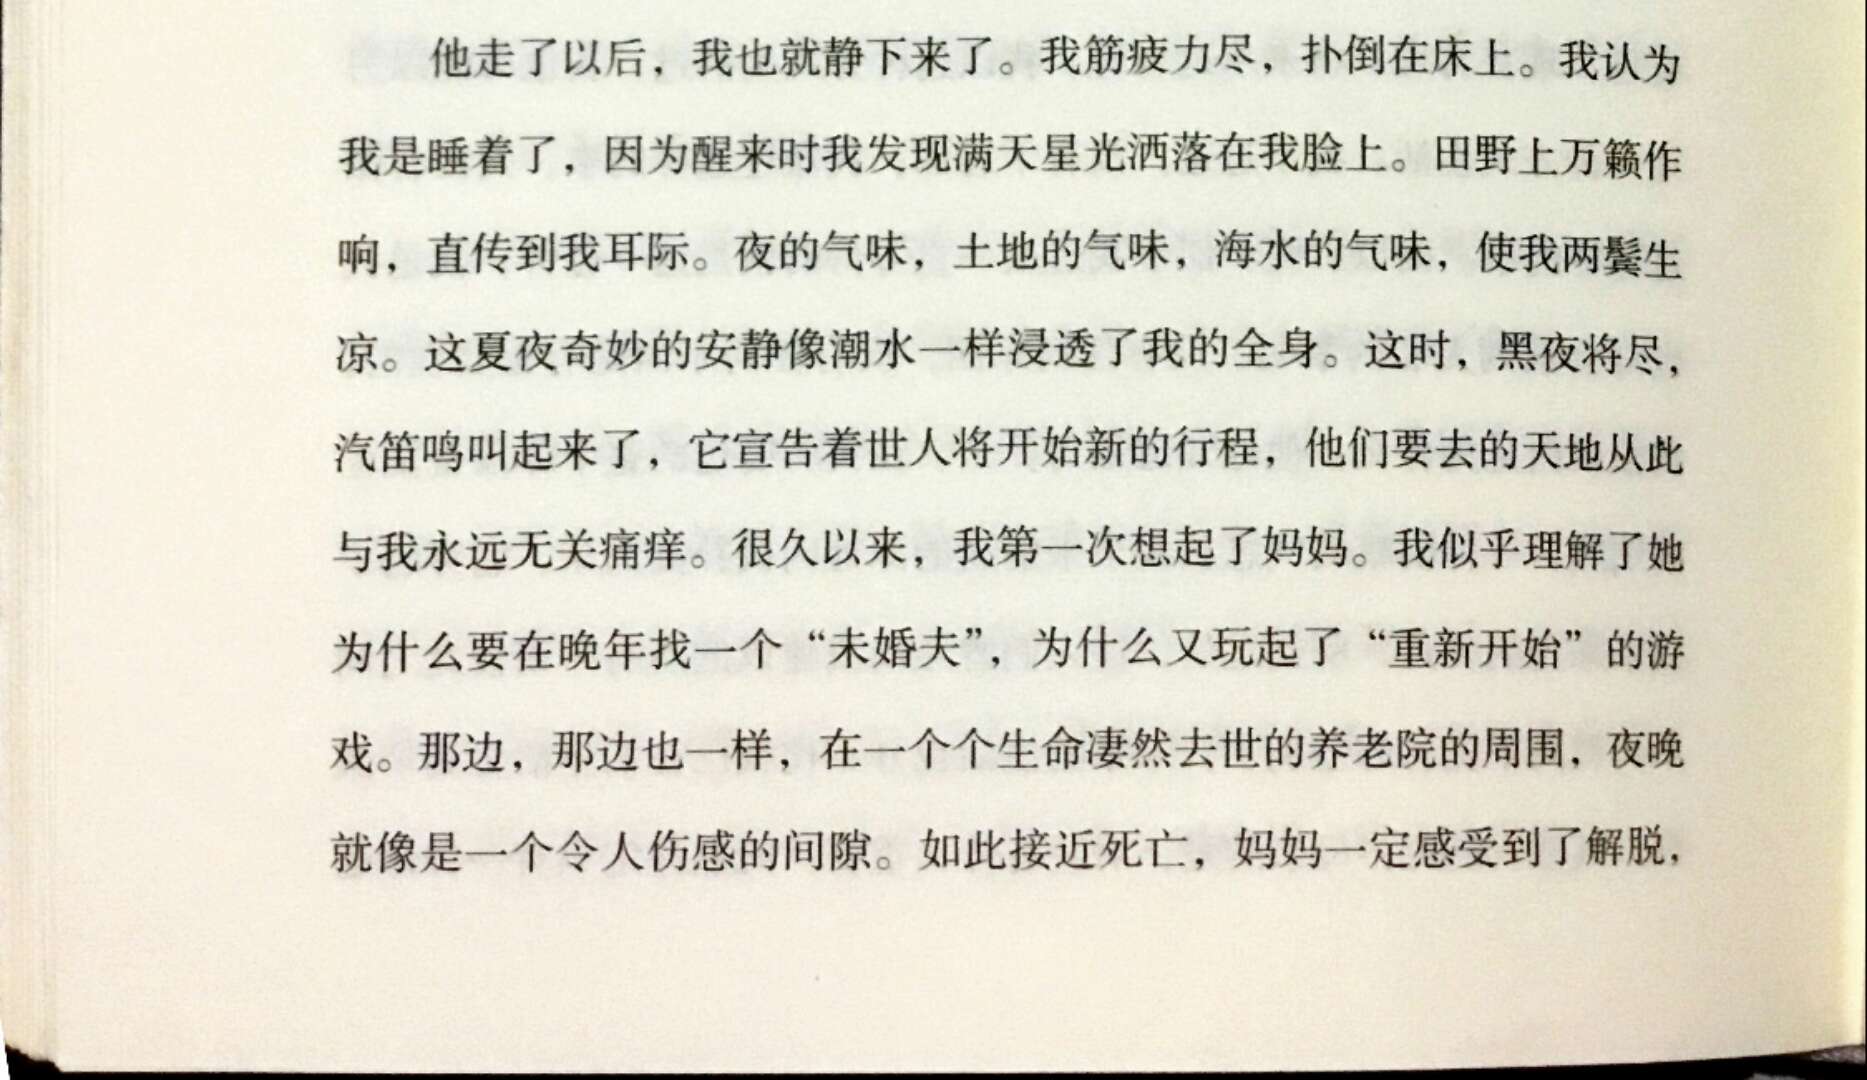 他走了以后，我也就静下来了。我筋疲力尽，扑倒在床上。我认为
我是睡着了，因为醒来时我发现满天星光洒落在我脸上。田野上万籁作
响，直传到我耳际。夜的气味，土地的气味，海水的气味，使我两鬓生
凉。这夏夜奇妙的安静像潮水一样浸透了我的全身。这时，黑夜将尽，
汽笛鸣叫起来了，它宣告着世人将开始新的行程，他们要去的天地从此
与我永远无关痛痒。很久以来，我第一次想起了妈妈。我似乎理解了她
为什么要在晚年找一个“未婚夫”，为什么又玩起了“重新开始”的游
戏。那边，那边也一样，在一个个生命凄然去世的养老院的周围，夜晚
就像是一个令人伤感的间隙。如此接近死亡，妈妈一定感受到了解脱，